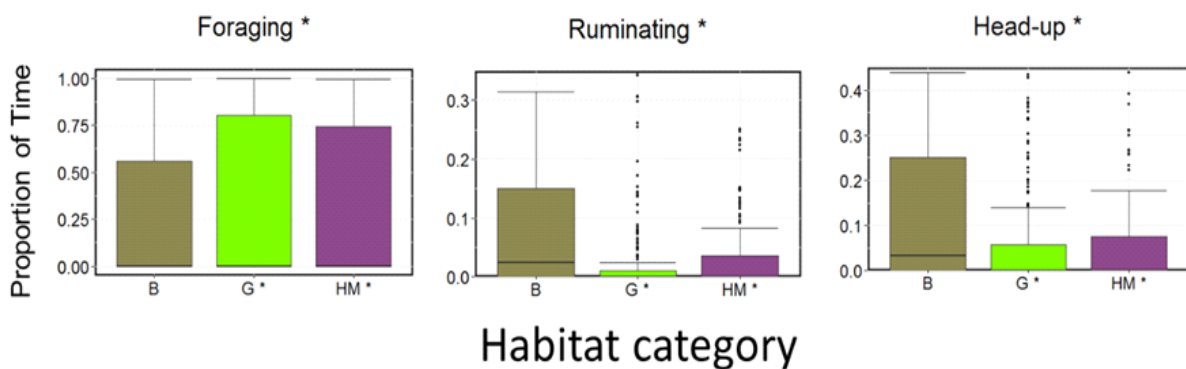 Foraging *
Ruminating *
Head-up *
Proportion of Time
1.00
0.75
0.50
0.25
0.00
B
G *
HM *
0.3
0.2
0.1
0.0
B
G *
HM *
0.4
0.3
0.2
0.1
0.0
B
G *
HM *
Habitat category